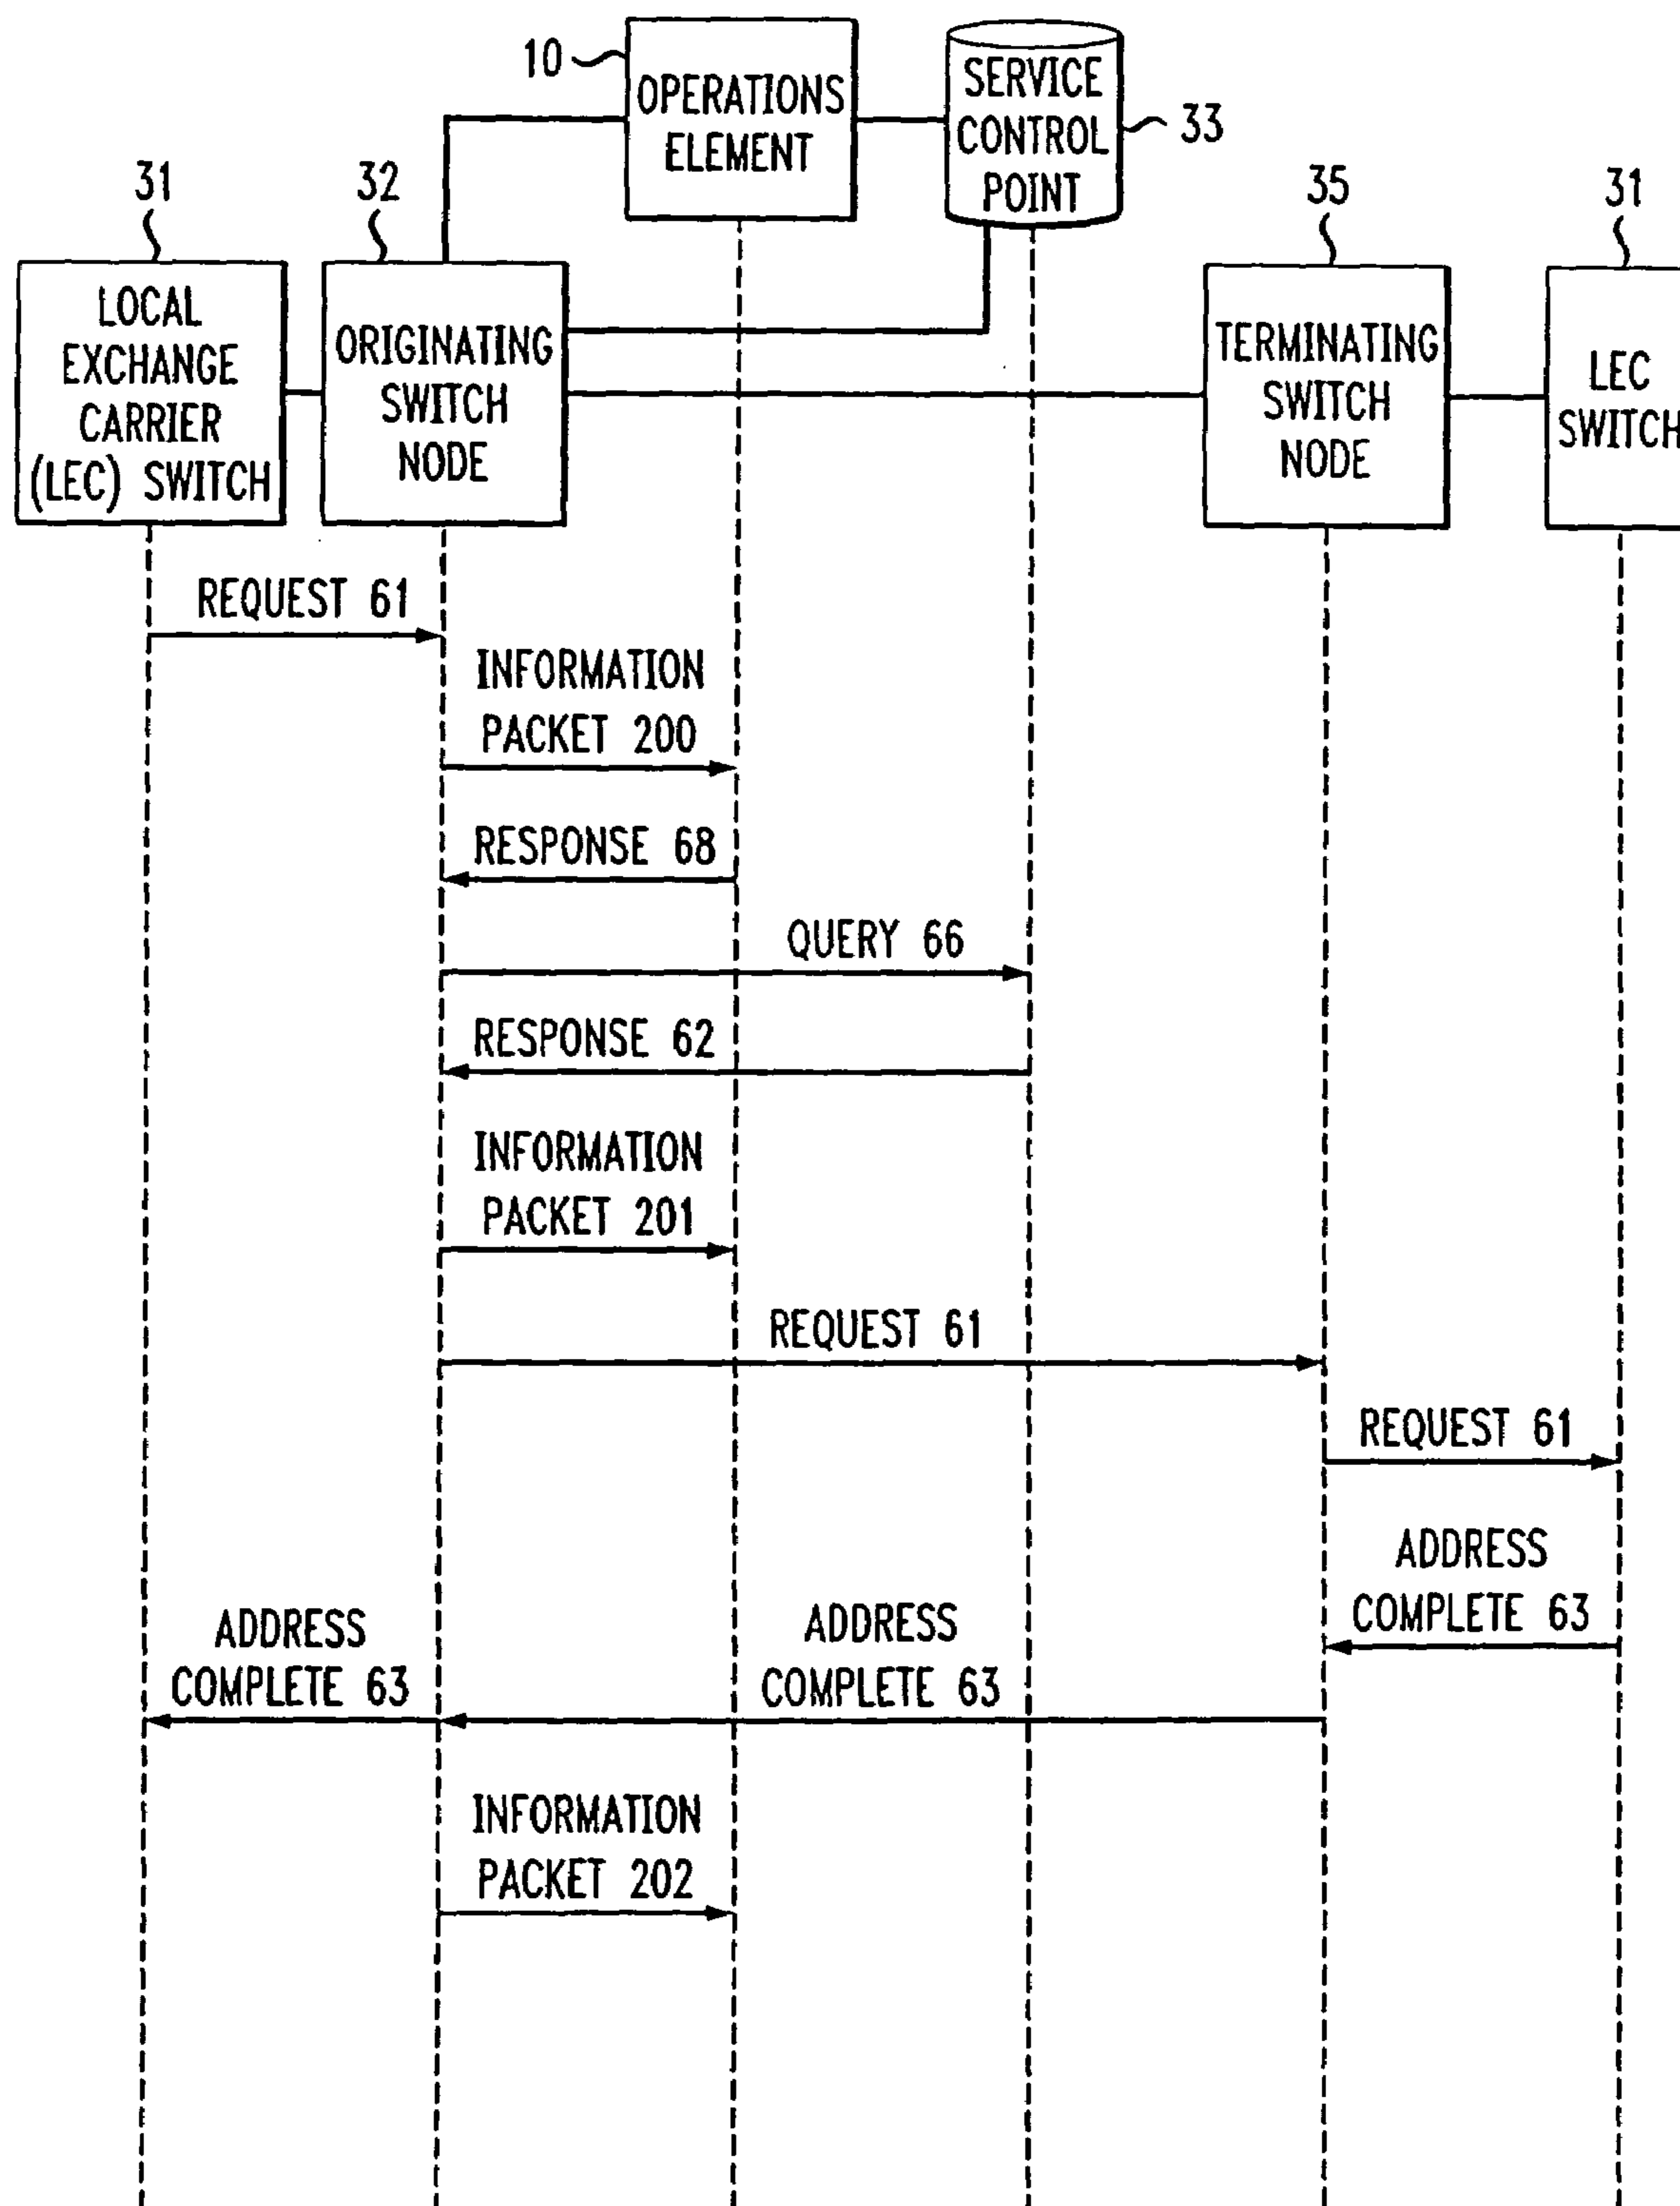 10
OPERATIONS
ELEMENT
SERVICE
CONTROL
POINT
33
31
32
35
31
LOCAL
EXCHANGE
CARRIER
(LEC) SWITCH
ORIGINATING
SWITCH
NODE
TERMINATING
SWITCH
NODE
LEC
SWITCH
REQUEST 61
INFORMATION
PACKET 200
RESPONSE 68
QUERY 66
RESPONSE 62
INFORMATION
PACKET 201
REQUEST 61
REQUEST 61
ADDRESS
COMPLETE 63
ADDRESS
COMPLETE 63
ADDRESS
COMPLETE 63
INFORMATION
PACKET 202